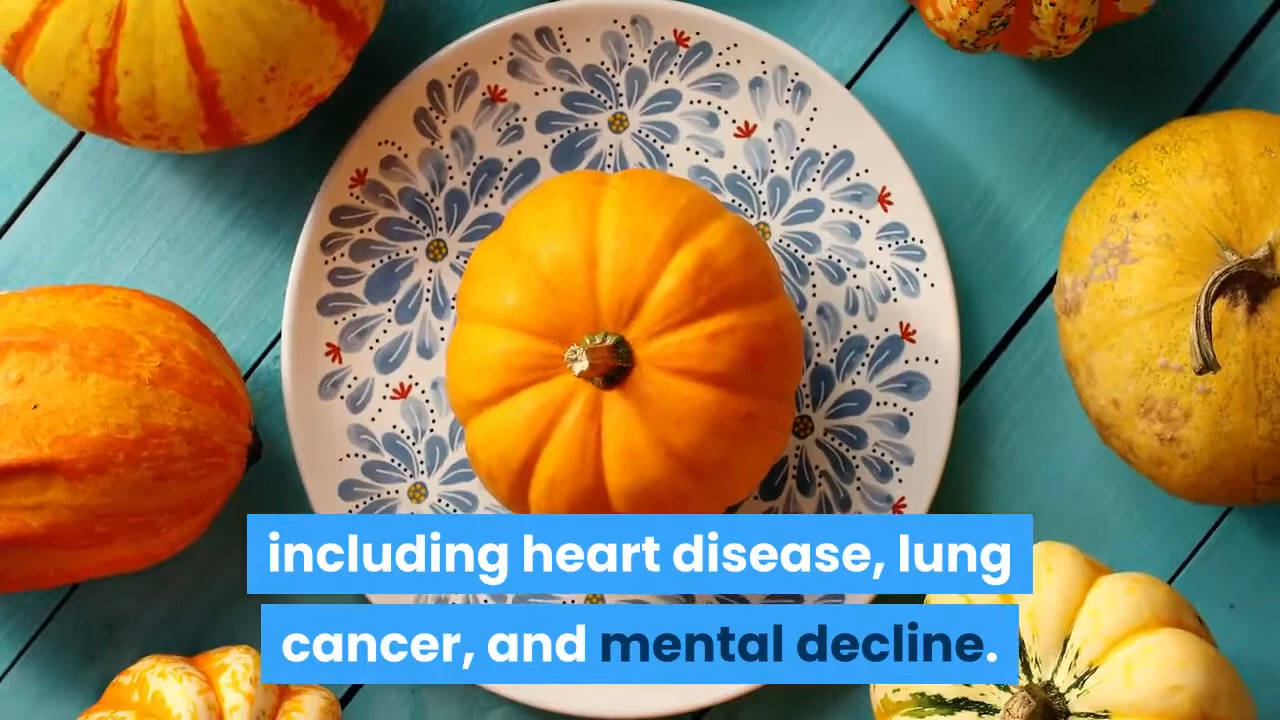 including heart disease, lung
cancer, and mental decline.